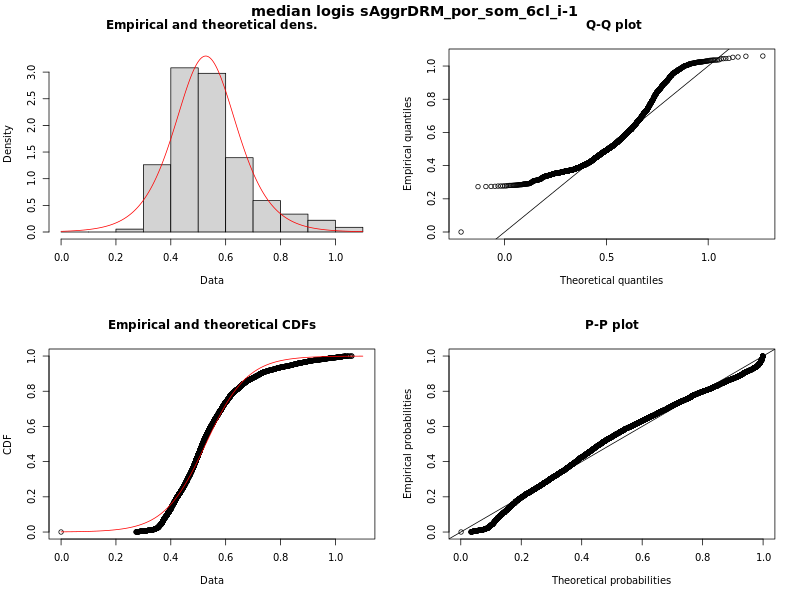 median logis sAggrDRM_por_som_6cl_i-1
Empirical and theoretical dens.
Density
0.0 0.5 1.0 1.5 2.0 2.5 3.0
0.0 0.2 0.4 0.6 0.8 1.0
Data
Q-Q plot
Empirical quantiles
0.0 0.2 0.4 0.6 0.8 1.0
0.0 0.5 1.0
Theoretical quantiles
Empirical and theoretical CDFs
CDF
0.0 0.2 0.4 0.6 0.8 1.0
0.0 0.2 0.4 0.6 0.8 1.0
Data
P-P plot
Empirical probabilities
0.0 0.2 0.4 0.6 0.8 1.0
0.0 0.2 0.4 0.6 0.8 1.0
Theoretical probabilities